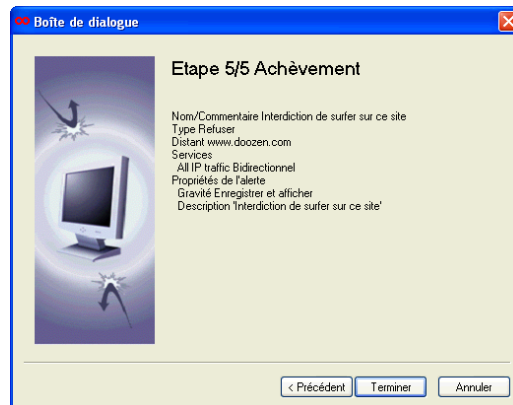 Boîte de dialogue
Etape 5/5 Achèvement
Nom/Commentaire Interdiction de surfer sur ce site
Type Refuser
Distant www.doozen.com
Services
All IP traffic Bidirectionnel
Propriétés de l'alerte
Gravité Enregistrer et afficher
Description 'Interdiction de surfer sur ce site'
< Précédent
Terminer
Annuler